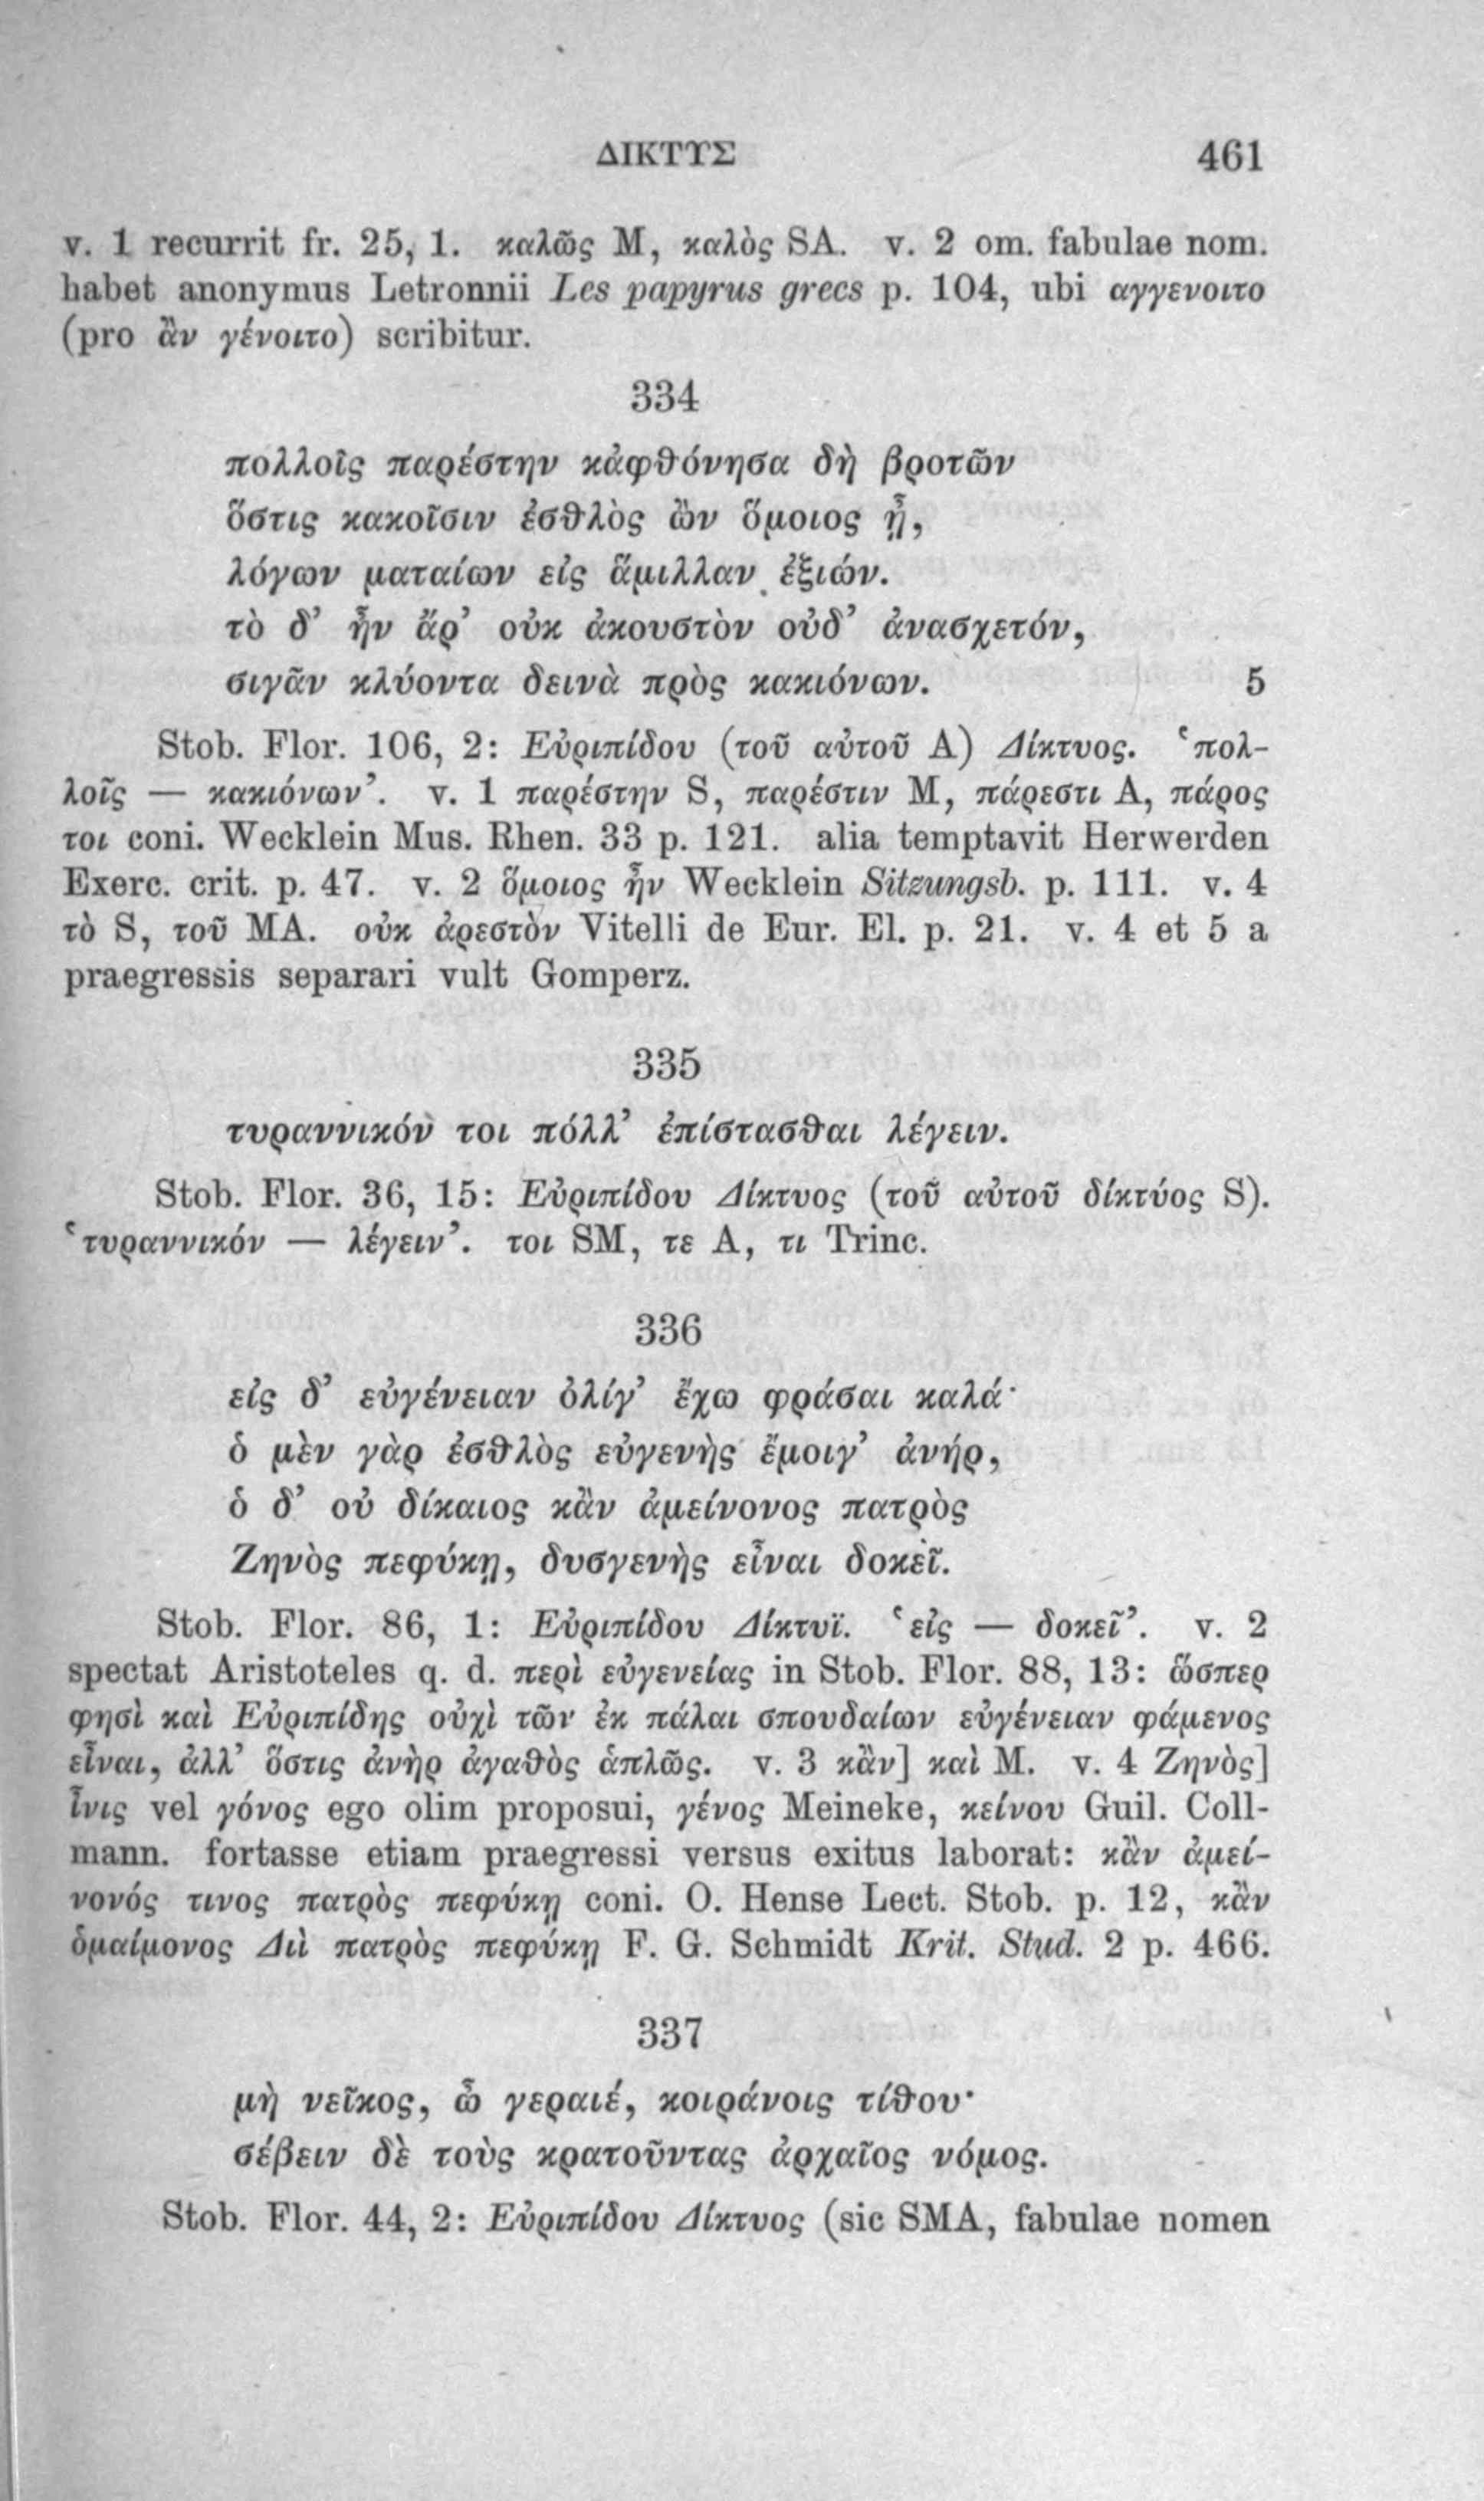 ΔΙΚΤΥΣ 461
v. 1 recurrit fr. 25, 1. καλῶς M, καλὸς SA. v. 2 om. fabulae nom.
habet anonymus Letronnii Les papyrus grecs p. 104, ubi αγγενοιτο
(pro ἂν γένοιτο) scribitur.
334
πολλοῖς παρέστην κἀφθόνησα δὴ βροτῶν
ὅστις κακοῖσιν ἐσθλὸς ὢν ὅμοιος ᾖ,
λόγων ματαίων εἰς ἅμιλλαν ἐξιών.
τὸ δ’ ἦν ἄρ’ οὐκ ἀκουστὸν οὐδ’ ἀνασχετόν,
σιγᾶν κλύοντα δεινὰ πρὸς κακιόνων. 5
Stob. Flor. 106, 2: Εὐριπίδου (τοῦ αὐτοῦ A) Δίκτυος. ‘πολ-
λοῖς — κακιόνων’. v. 1 παρέστην S, παρέστιν M, πάρεστι A, πάρος
τοι coni. Wecklein Mus. Rhen. 33 p. 121. alia temptavit Herwerden
Exerc. crit. p. 47. v. 2 ὅμοιος ἦν Wecklein Sitzungsb. p. 111. v. 4
τὸ S, τοῦ MA. οὐκ ἀρεστὸν Vitelli de Eur. El. p. 21. v. 4 et 5 a
praegressis separari vult Gomperz.
335
τυραννικόν τοι πόλλ’ ἐπίστασθαι λέγειν.
Stob. Flor. 36, 15: Εὐριπίδου Δίκτυος (τοῦ αὐτοῦ δίκτύος S).
‘τυραννικόν — λέγειν’. τοι SM, τε A, τι Trinc.
336
εἰς δ’ εὐγένειαν ὀλίγ’ ἔχω φράσαι καλά·
ὁ μὲν γὰρ ἐσθλὸς εὐγενὴς ἔμοιγ’ ἀνήρ,
ὁ δ’ οὐ δίκαιος κἂν ἀμείνονος πατρὸς
Ζηνὸς πεφύκῃ, δυσγενὴς εἶναι δοκεῖ.
Stob. Flor. 86, 1: Εὐριπίδου Δίκτυϊ. ‘εἰς — δοκεῖ’. v. 2
spectat Aristoteles q. d. περὶ εὐγενείας in Stob. Flor. 88, 13: ὥσπερ
φησὶ καὶ Εὐριπίδης οὐχὶ τῶν ἐκ πάλαι σπουδαίων εὐγένειαν φάμενος
εἶναι, ἀλλ’ ὅστις ἀνὴρ ἀγαθὸς ἁπλῶς. v. 3 κἂν] καὶ M. v. 4 Ζηνὸς]
ἶνις vel γόνος ego olim proposui, γένος Meineke, κείνου Guil. Coll-
mann. fortasse etiam praegressi versus exitus laborat: κἂν ἀμεί-
νονός τινος πατρὸς πεφύκῃ coni. O. Hense Lect. Stob. p. 12, κἂν
ὁμαίμονος Διὶ πατρὸς πεφύκῃ F. G. Schmidt Krit. Stud. 2 p. 466.
337
μὴ νεῖκος, ὦ γεραιέ, κοιράνοις τίθου·
σέβειν δὲ τοὺς κρατοῦντας ἀρχαῖος νόμος.
Stob. Flor. 44, 2: Εὐριπίδου Δίκτυος (sic SMA, fabulae nomen